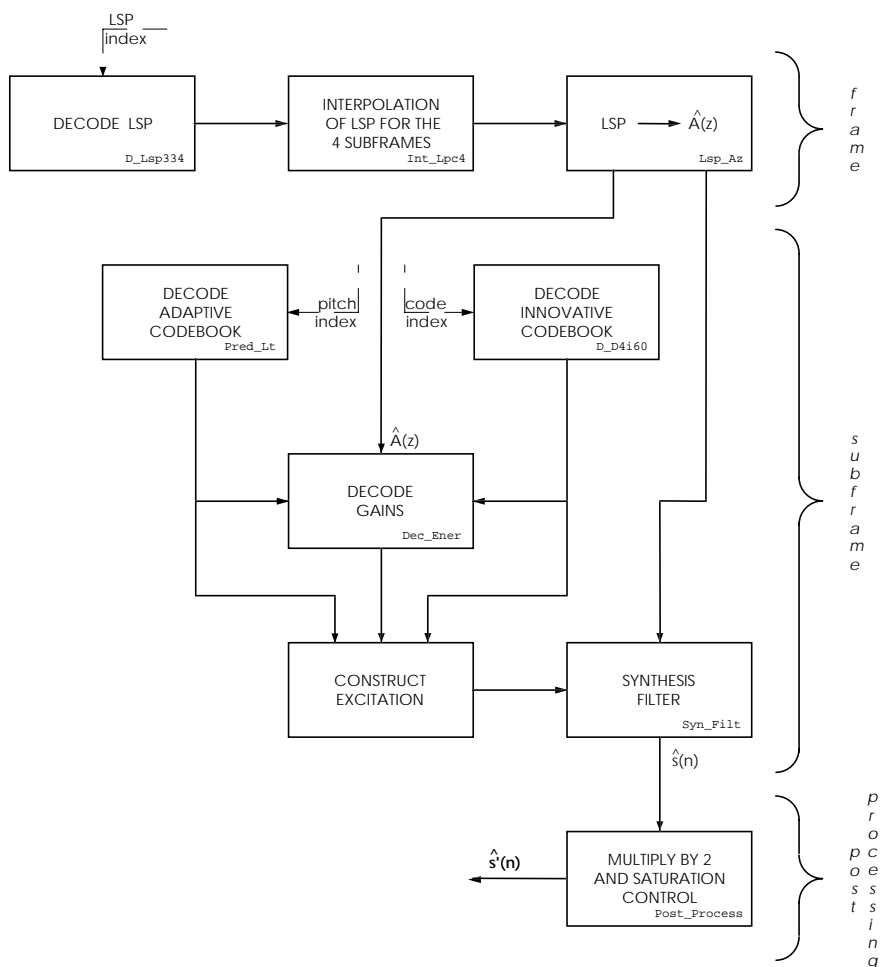 LSP
index
DECODE LSP
D_Lsp334
INTERPOLATION
OF LSP FOR THE
4 SUBFRAMES
Int_Lpc4
LSP Â(z)
Lsp_Az
frame
DECODE
ADAPTIVE
CODEBOOK
Pred_Lt
pitch
index
code
index
DECODE
INNOVATIVE
CODEBOOK
D_D4i60
Â(z)
DECODE
GAINS
Dec_Ener
subframe
CONSTRUCT
EXCITATION
SYNTHESIS
FILTER
Syn_Filt
ŝ(n)
ŝ'(n)
MULTIPLY BY 2
AND SATURATION
CONTROL
Post_Process
post
processing